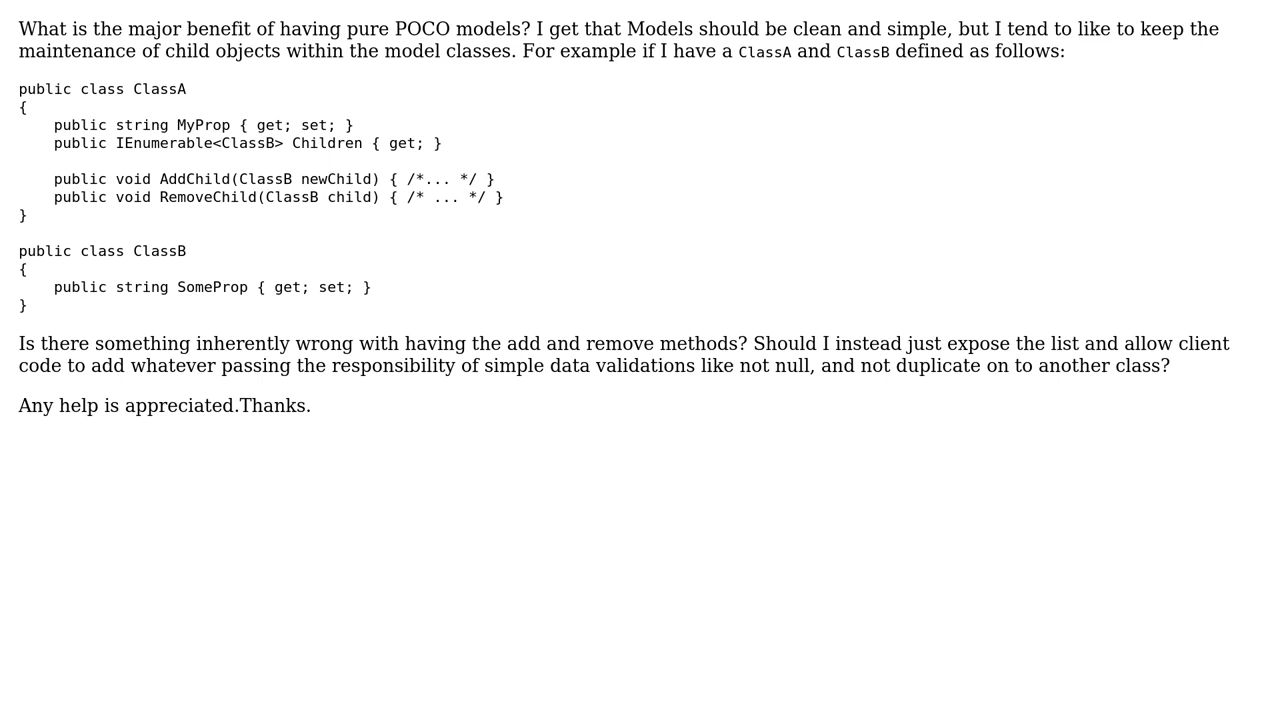 What is the major benefit of having pure POCO models? I get that Models should be clean and simple, but I tend to like to keep the
maintenance of child objects within the model classes. For example if I have a ClassA and ClassB defined as follows:
public class ClassA
{
    public string MyProp { get; set; }
    public IEnumerable<ClassB> Children { get; }
    public void AddChild(ClassB newChild) { /*... */ }
    public void RemoveChild(ClassB child) { /* ... */ }
}
public class ClassB
{
    public string SomeProp { get; set; }
}
Is there something inherently wrong with having the add and remove methods? Should I instead just expose the list and allow client
code to add whatever passing the responsibility of simple data validations like not null, and not duplicate on to another class?
Any help is appreciated.Thanks.